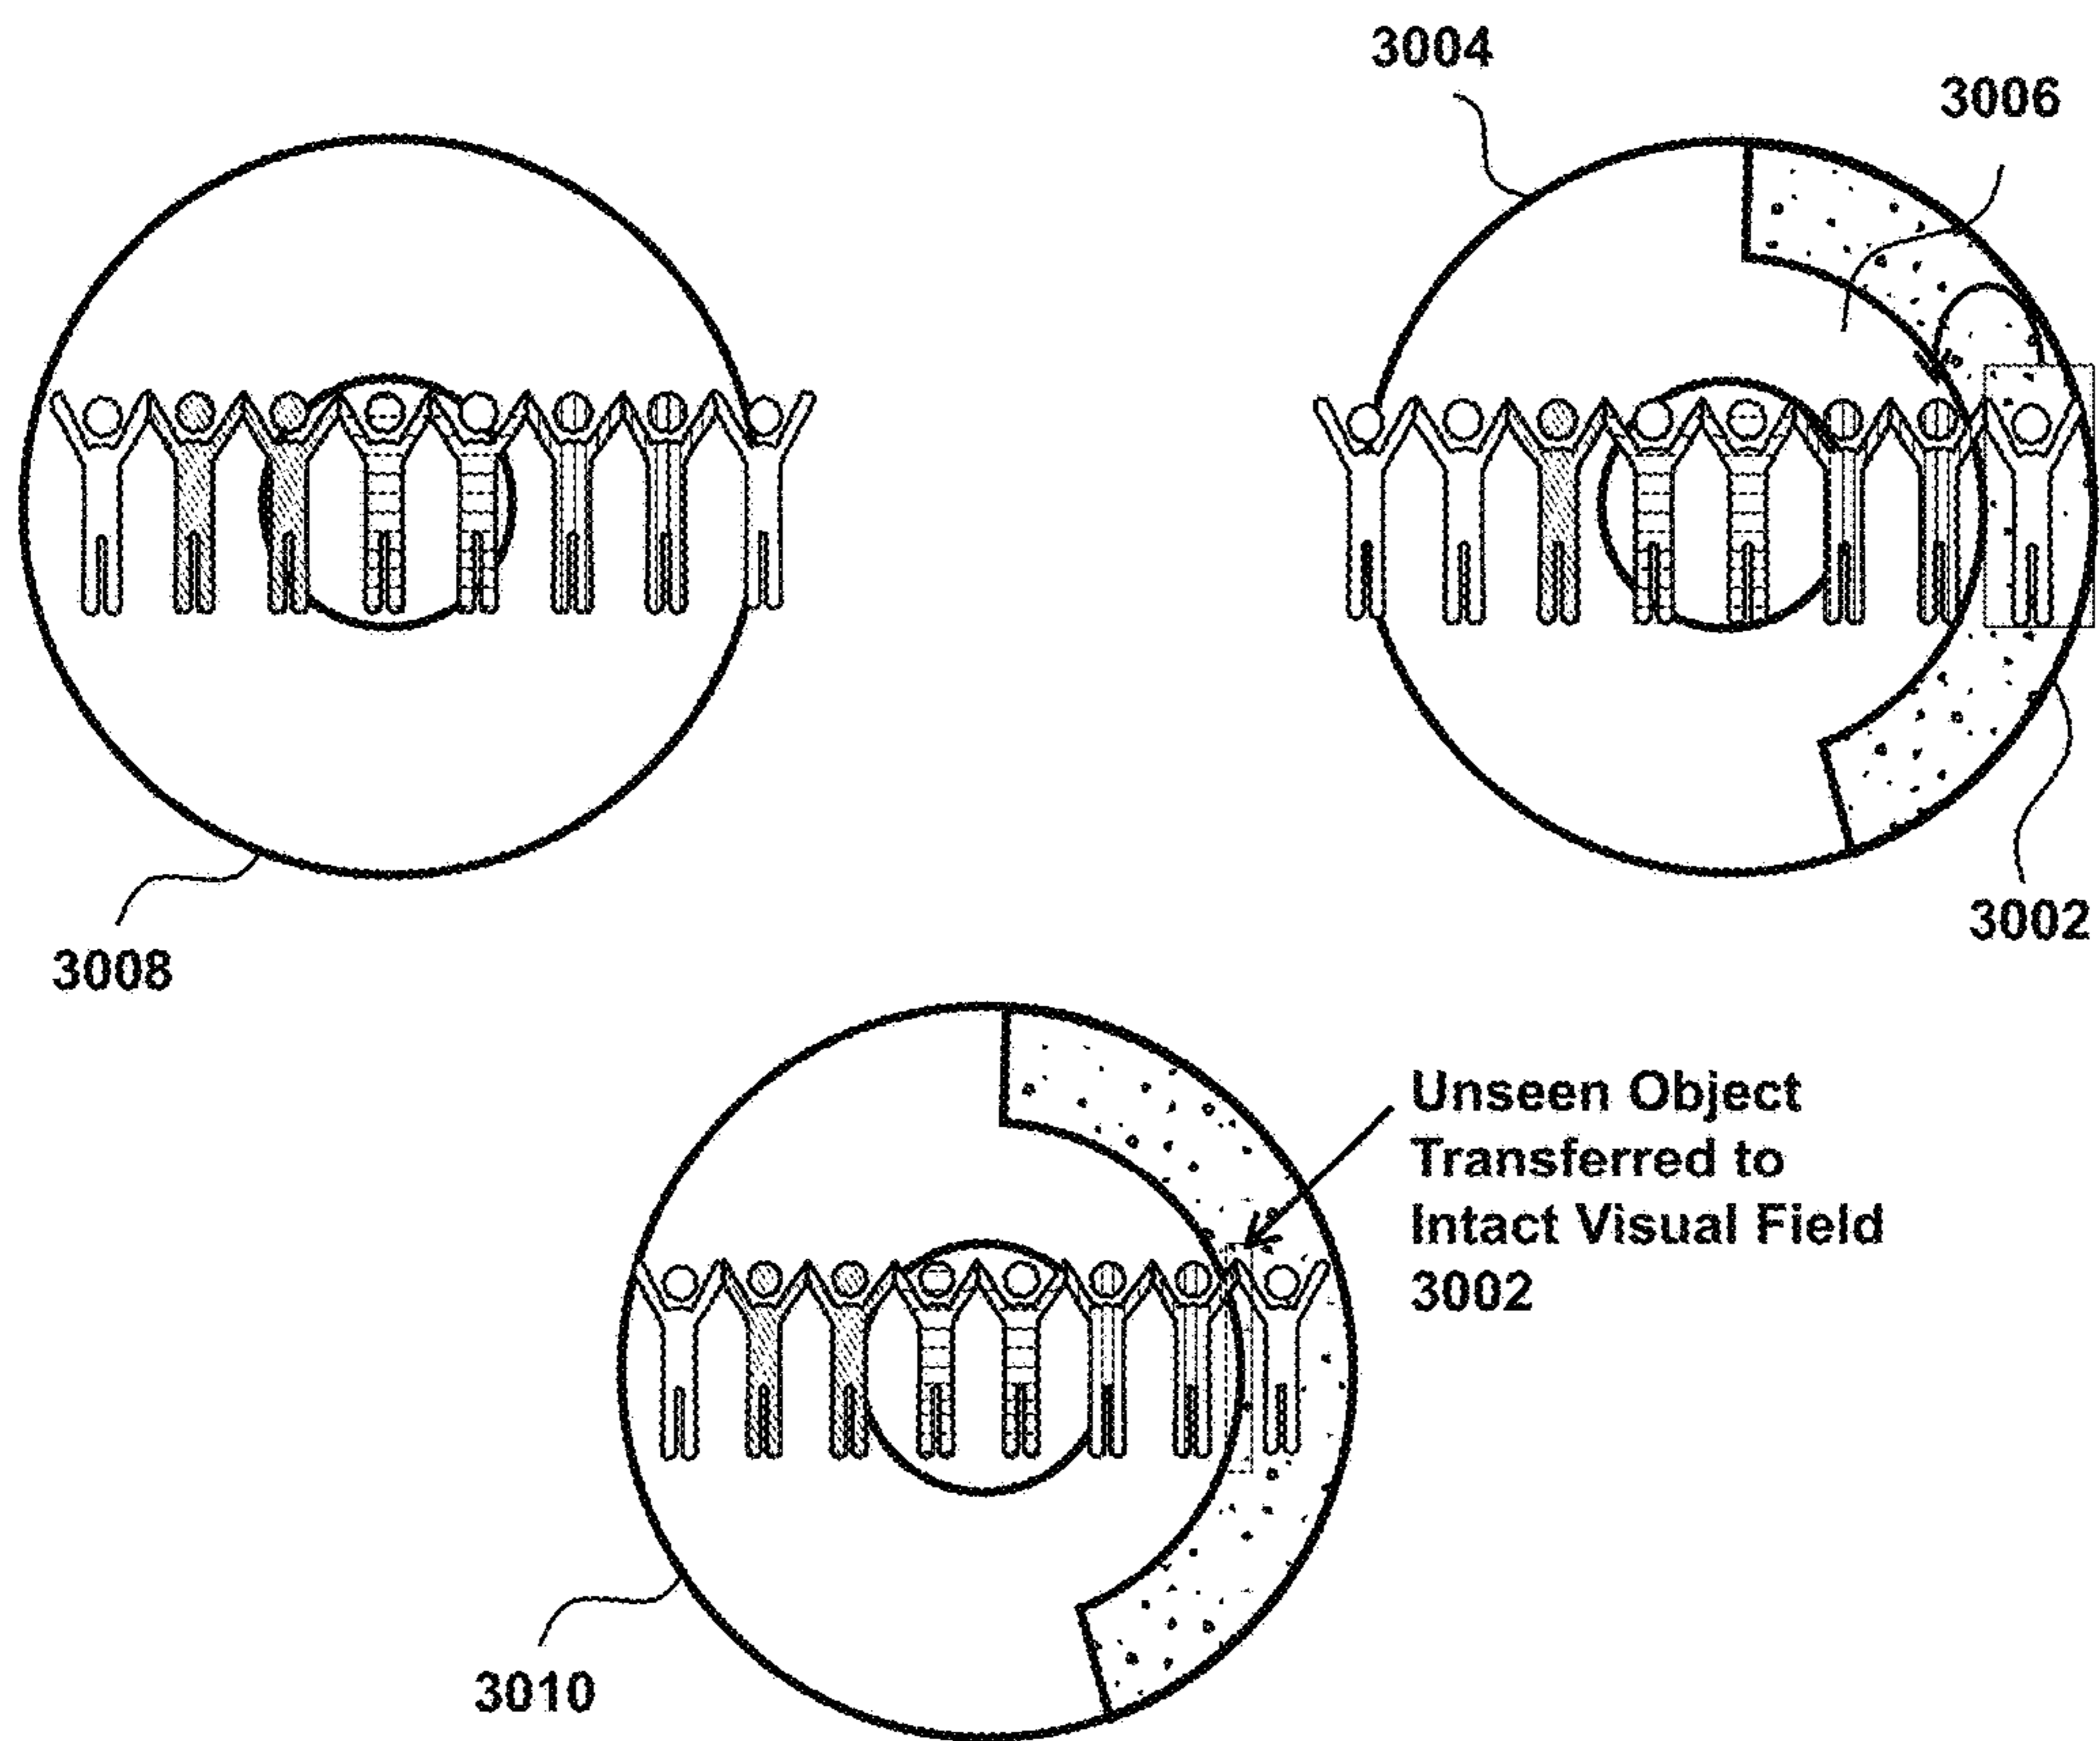 3004
3006
3008
3002
Unseen Object
Transferred to
Intact Visual Field
3002
3010